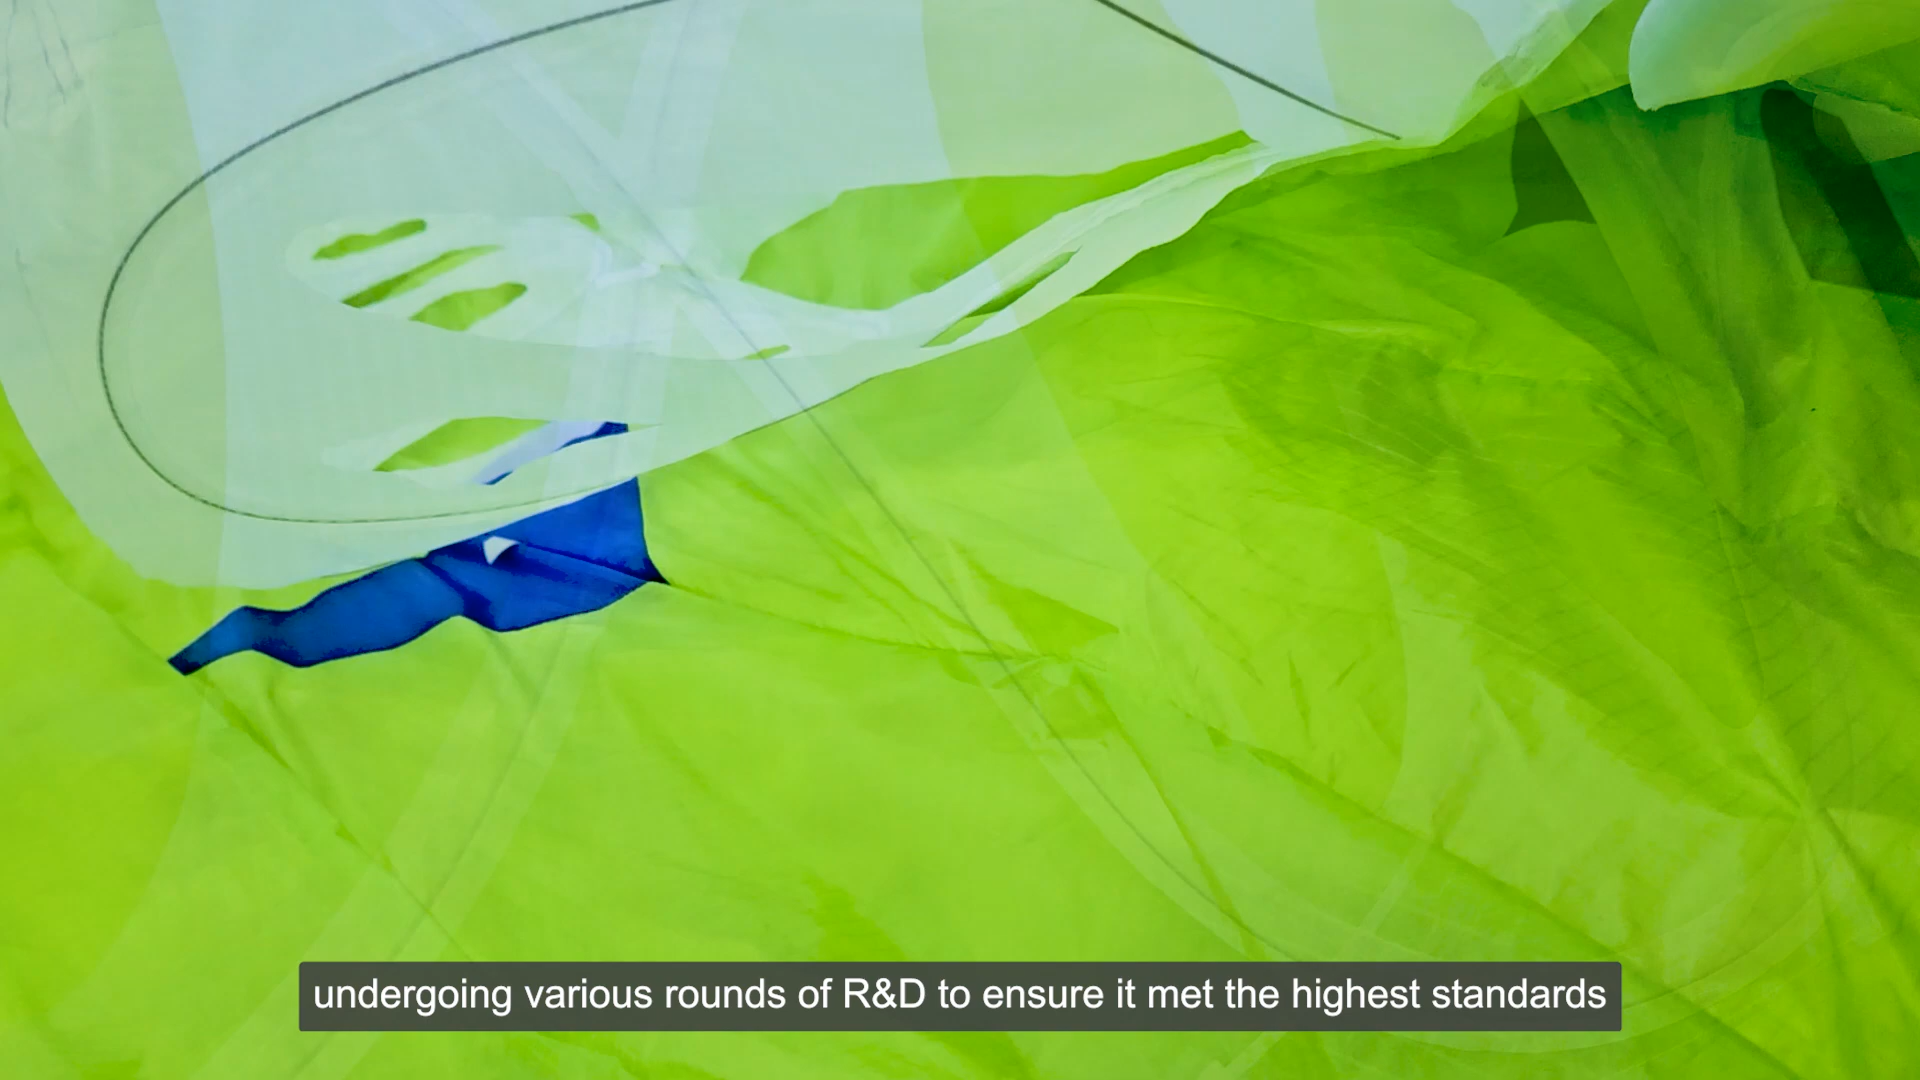 undergoing various rounds of R&D to ensure it met the highest standards